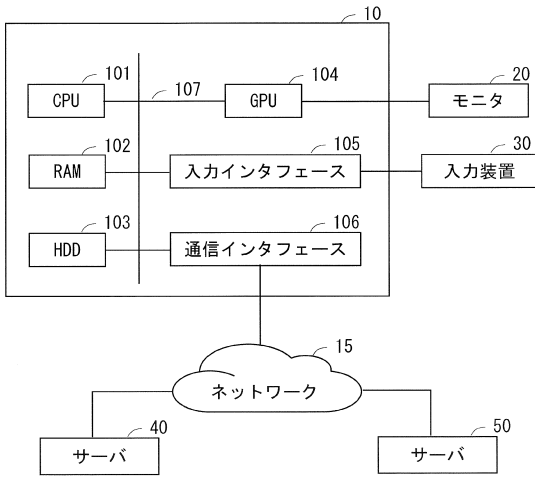 10
101
CPU
107
104
GPU
20
モニタ
102
RAM
105
入力インタフェース
30
入力装置
103
HDD
106
通信インタフェース
15
ネットワーク
40
サーバ
50
サーバ